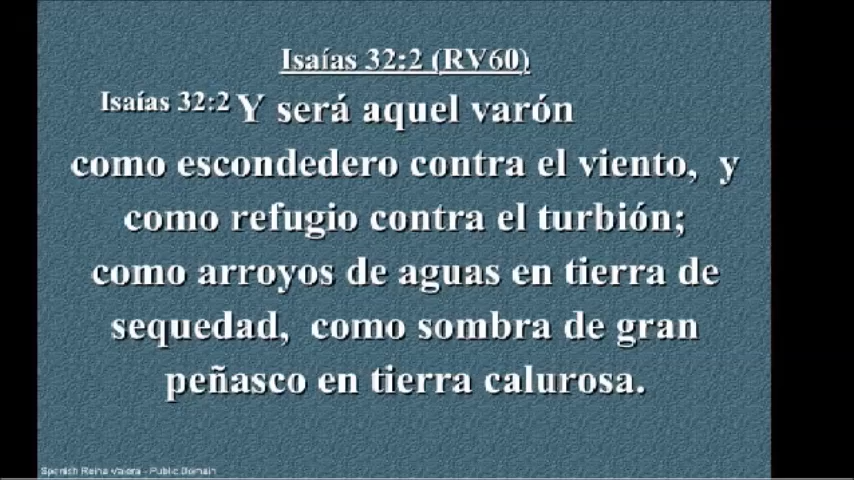 Isaías 32:2 (RV60)
Isaías 32:2 Y será aquel varón
como escondedero contra el viento, y
como refugio contra el turbión;
como arroyos de aguas en tierra de
sequedad, como sombra de gran
peñasco en tierra calurosa.
Spanish Reina Valera - Public Domain